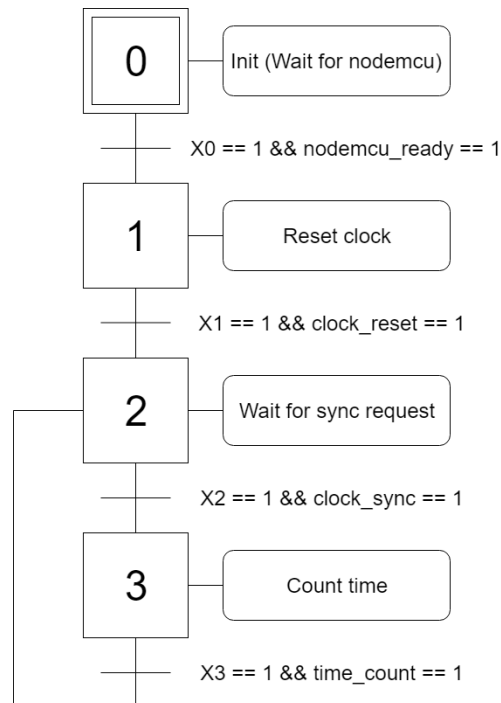 0
Init (Wait for nodemcu)
X0 == 1 && nodemcu_ready == 1
1
Reset clock
X1 == 1 && clock_reset == 1
2
Wait for sync request
X2 == 1 && clock_sync == 1
3
Count time
X3 == 1 && time_count == 1